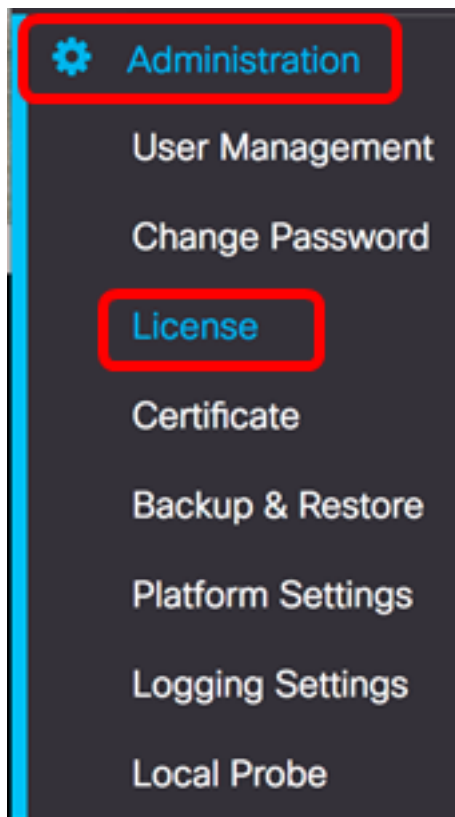 Administration
User Management
Change Password
License
Certificate
Backup & Restore
Platform Settings
Logging Settings
Local Probe